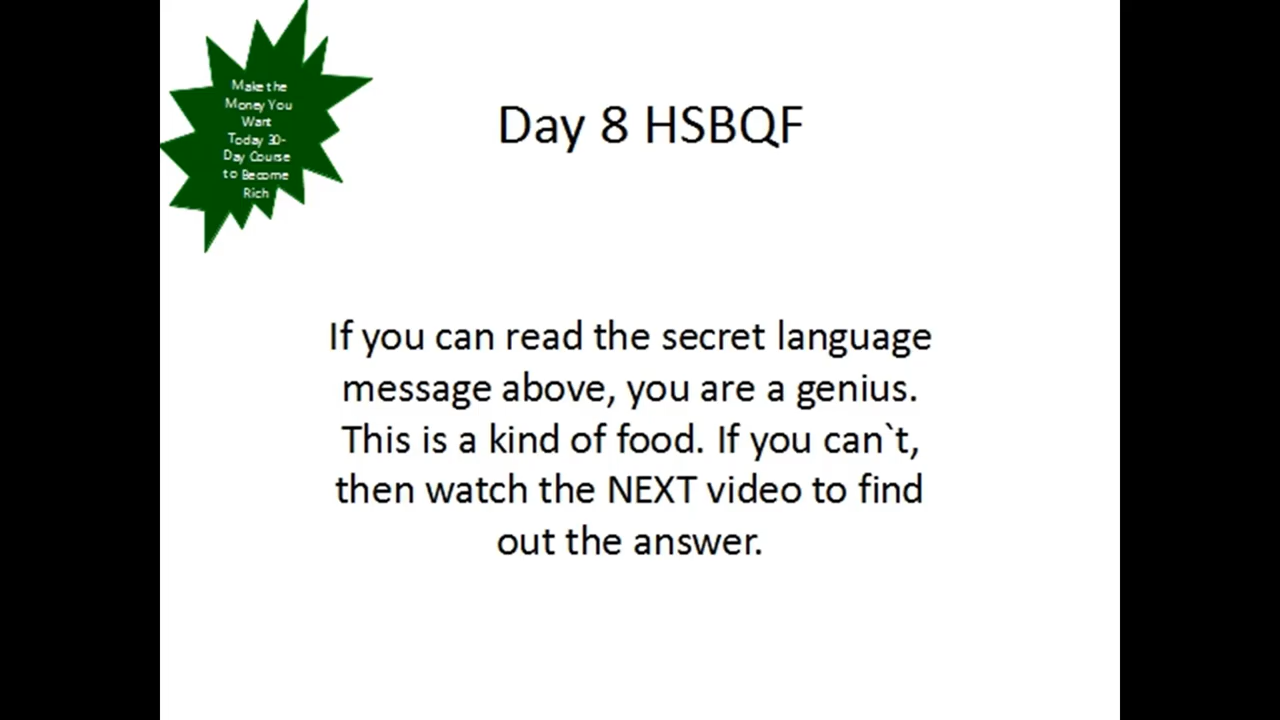 Make the
Money You
Want
Today 30-
Day Course
to Become
Rich
Day 8 HSBQF
If you can read the secret language
message above, you are a genius.
This is a kind of food. If you can`t,
then watch the NEXT video to find
out the answer.